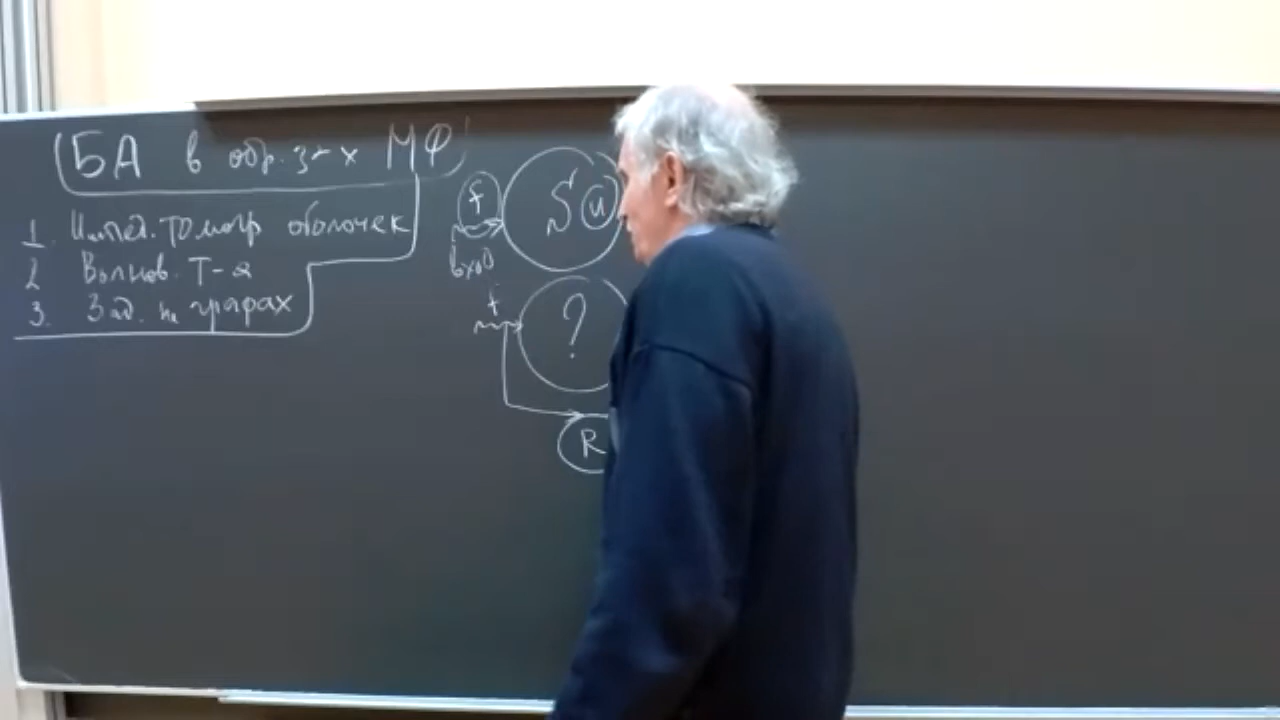 БА в обр. з-х МФ
1. Импед. томогр оболочек
2 Волнов. Т-а
3. Зад. на графах
f
S u
вход
f
?
R